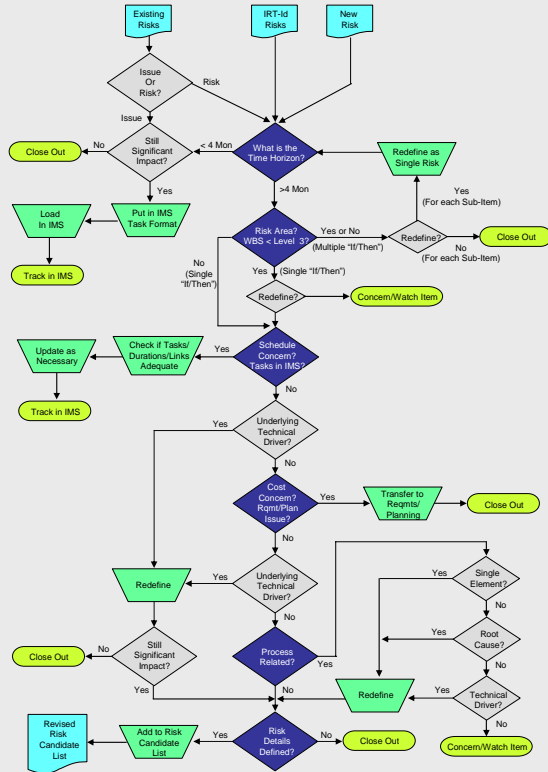 Existing
Risks
IRT-Id
Risks
New
Risk
Issue
Or
Risk?
Risk
Issue
Close Out
No
Still
Significant
Impact?
< 4 Mon
What is the
Time Horizon?
Redefine as
Single Risk
Yes
>4 Mon
Yes
(For each Sub-Item)
Load
In IMS
Put in IMS
Task Format
Risk Area?
WBS < Level 3?
Yes or No
(Multiple "If/Then")
Redefine?
Close Out
No
(For each Sub-Item)
No
(Single
"If/Then")
Yes
(Single "If/Then")
Track in IMS
Redefine?
Concern/Watch Item
Update as
Necessary
Check if Tasks/
Durations/Links
Adequate
Yes
Schedule
Concern?
Tasks in IMS?
Track in IMS
No
Yes
Underlying
Technical
Driver?
No
Cost
Concern?
Rqmt/Plan
Issue?
Yes
Transfer to
Reqmts/
Planning
Close Out
No
Redefine
Yes
Underlying
Technical
Driver?
Yes
Single
Element?
No
No
Close Out
No
Still
Significant
Impact?
Process
Related?
Yes
Yes
Root
Cause?
No
Yes
No
Redefine
Yes
Technical
Driver?
No
Revised
Risk
Candidate
List
Add to Risk
Candidate
List
Yes
Risk
Details
Defined?
No
Close Out
Concern/Watch Item